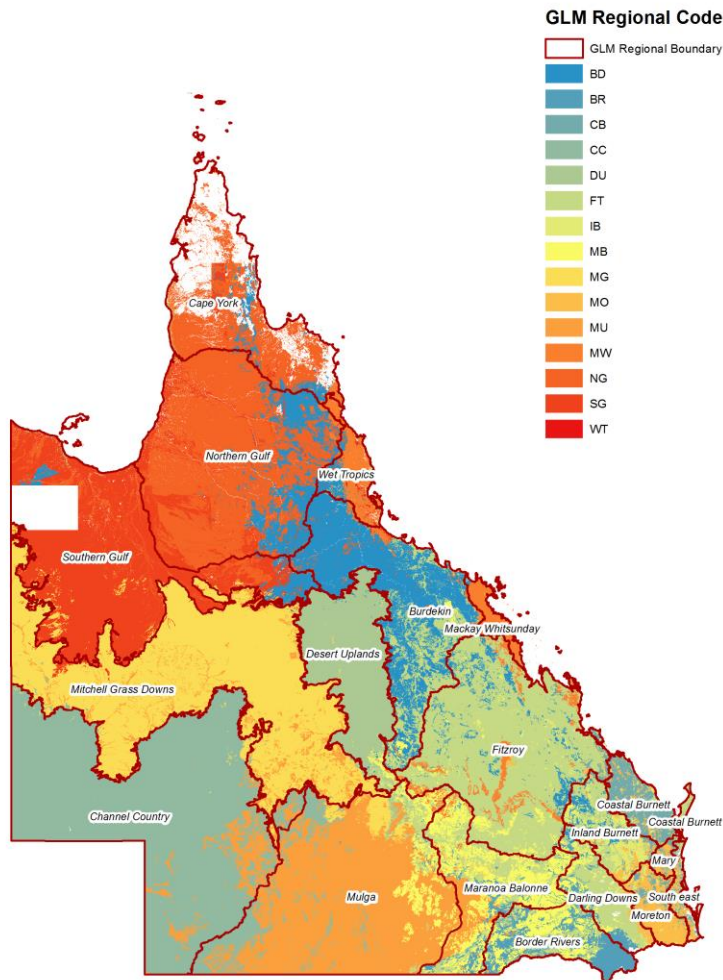 GLM Regional Code
GLM Regional Boundary
BD
BR
CB
CC
DU
FT
IB
MB
MG
MO
MU
MW
NG
SG
WT
Cape York
Northern Gulf
Wet Tropics
Southern Gulf
Burdekin
Mackay Whitsunday
Desert Uplands
Mitchell Grass Downs
Fitzroy
Channel Country
Coastal Burnett
Coastal Burnett
Inland Burnett
Mary
Maranoa Balonne
Mulga
Darling Downs
South east
Moreton
Border Rivers